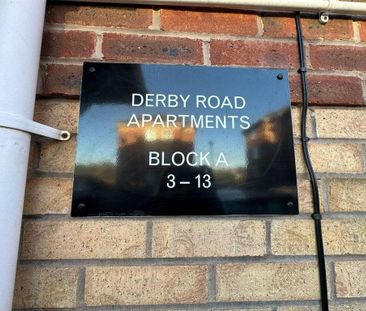 DERBY ROAD
APARTMENTS
BLOCK A
3 – 13